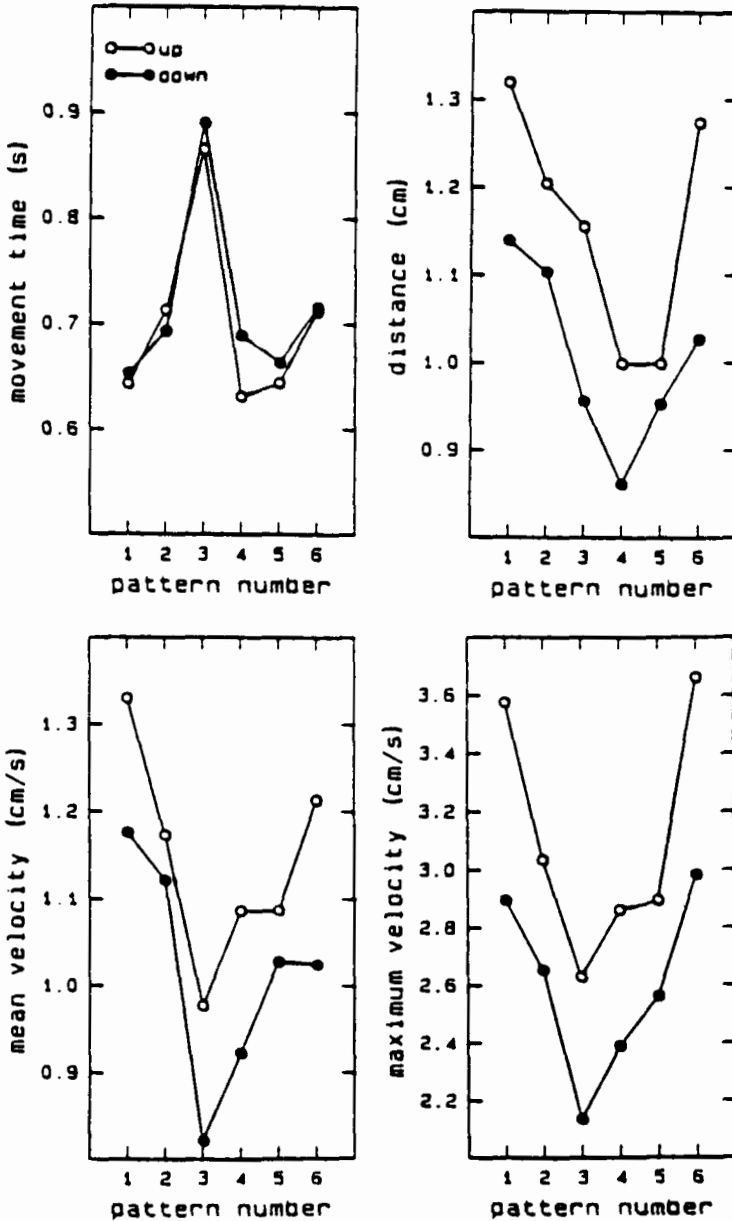 up
down
movement time (s)
0.9
0.8
0.7
0.6
1 2 3 4 5 6
pattern number
distance (cm)
1.3
1.2
1.1
1.0
0.9
1 2 3 4 5 6
pattern number
mean velocity (cm/s)
1.3
1.2
1.1
1.0
0.9
1 2 3 4 5 6
pattern number
maximum velocity (cm/s)
3.6
3.4
3.2
3.0
2.8
2.6
2.4
2.2
1 2 3 4 5 6
pattern number